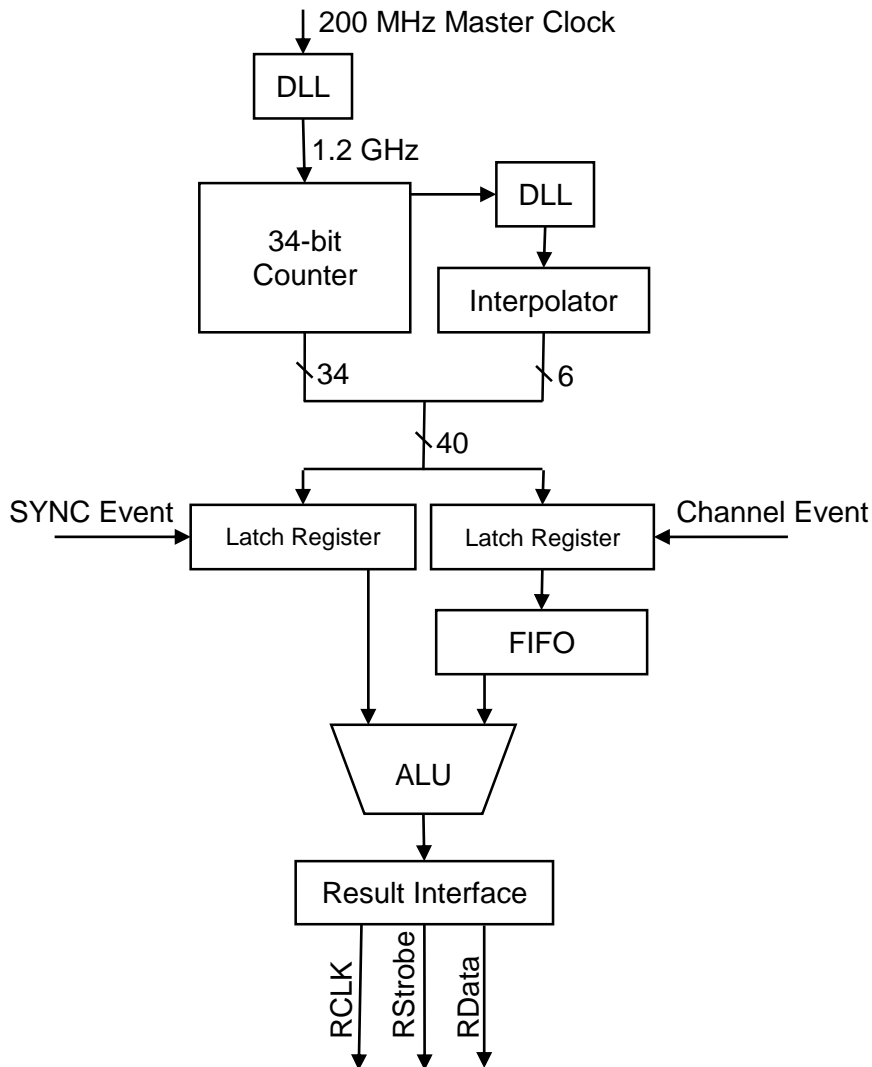 200 MHz Master Clock
DLL
1.2 GHz
DLL
34-bit
Counter
Interpolator
34
6
40
SYNC Event
Channel Event
Latch Register
Latch Register
FIFO
ALU
Result Interface
RCLK
RStrobe
RData